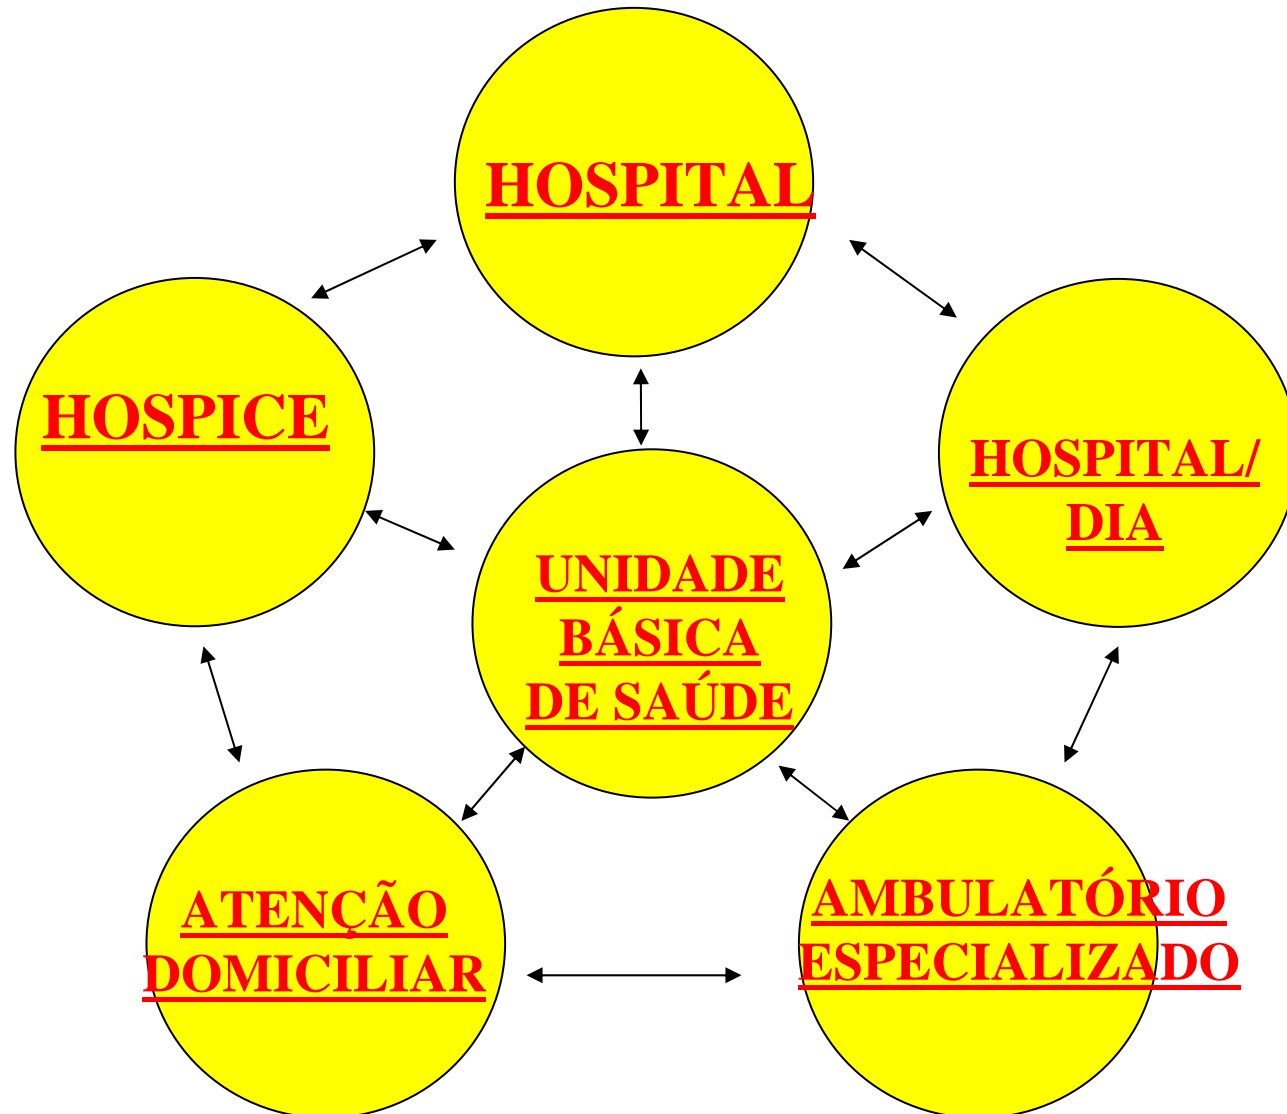 HOSPITAL
HOSPICE
HOSPITAL/
DIA
UNIDADE
BÁSICA
DE SAÚDE
ATENÇÃO
DOMICILIAR
AMBULATÓRIO
ESPECIALIZADO